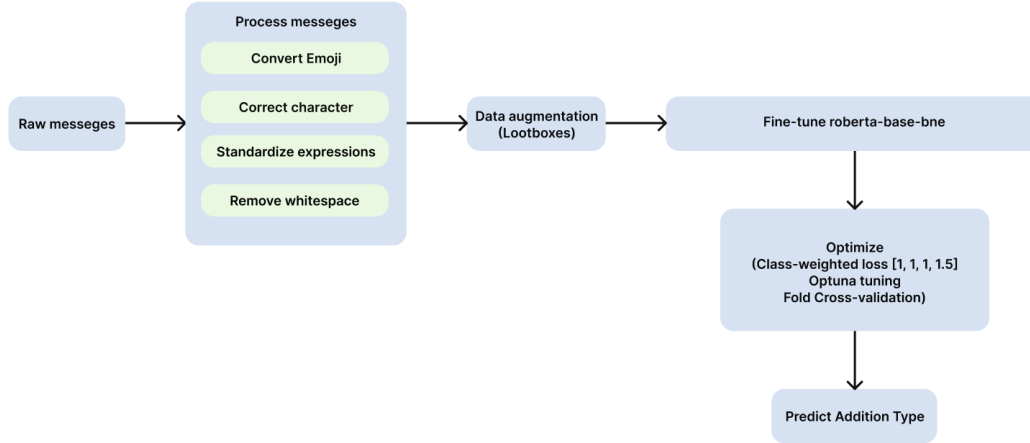 Raw messeges
Process messeges
Convert Emoji
Correct character
Standardize expressions
Remove whitespace
Data augmentation
(Lootboxes)
Fine-tune roberta-base-bne
Optimize
(Class-weighted loss [1, 1, 1, 1.5]
Optuna tuning
Fold Cross-validation)
Predict Addition Type